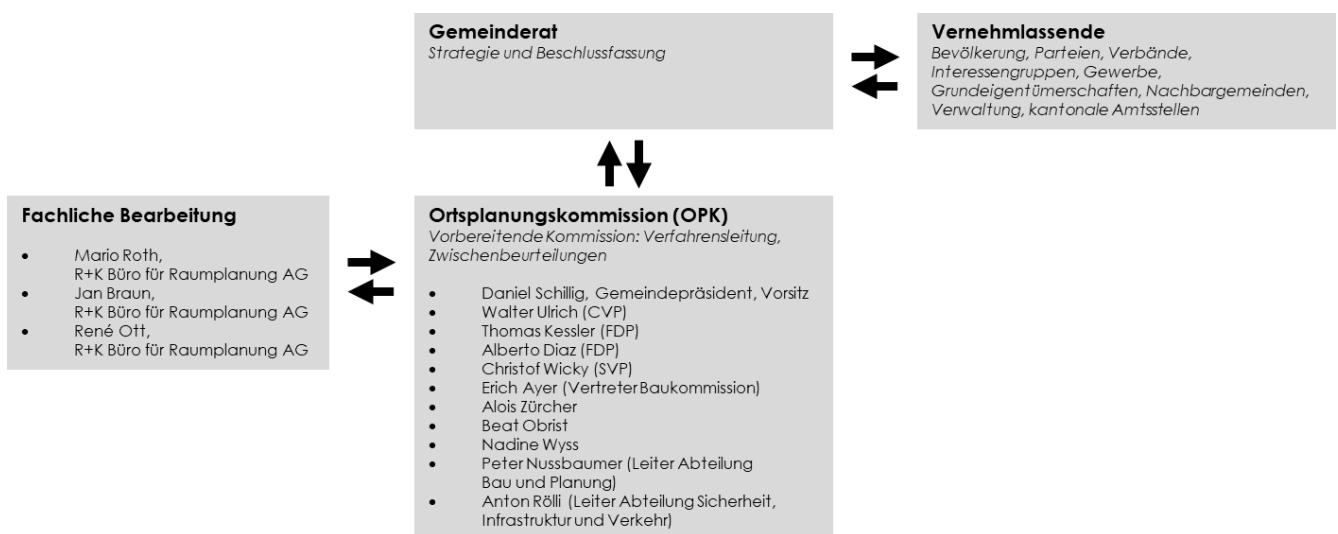 Gemeinderat
Strategie und Beschlussfassung
Vernehmlassende
Bevölkerung, Parteien, Verbände,
Interessengruppen, Gewerbe,
Grundeigentümerschaften, Nachbargemeinden,
Verwaltung, kantonale Amtsstellen
Fachliche Bearbeitung
• Mario Roth,
R+K Büro für Raumplanung AG
• Jan Braun,
R+K Büro für Raumplanung AG
• René Ott,
R+K Büro für Raumplanung AG
Ortsplanungskommission (OPK)
Vorbereitende Kommission: Verfahrensleitung,
Zwischenbeurteilungen
• Daniel Schillig, Gemeindepräsident, Vorsitz
• Walter Ulrich (CVP)
• Thomas Kessler (FDP)
• Alberto Diaz (FDP)
• Christof Wicky (SVP)
• Erich Ayer (Vertreter Baukommission)
• Alois Zürcher
• Beat Obrist
• Nadine Wyss
• Peter Nussbaumer (Leiter Abteilung
Bau und Planung)
• Anton Rölli (Leiter Abteilung Sicherheit,
Infrastruktur und Verkehr)